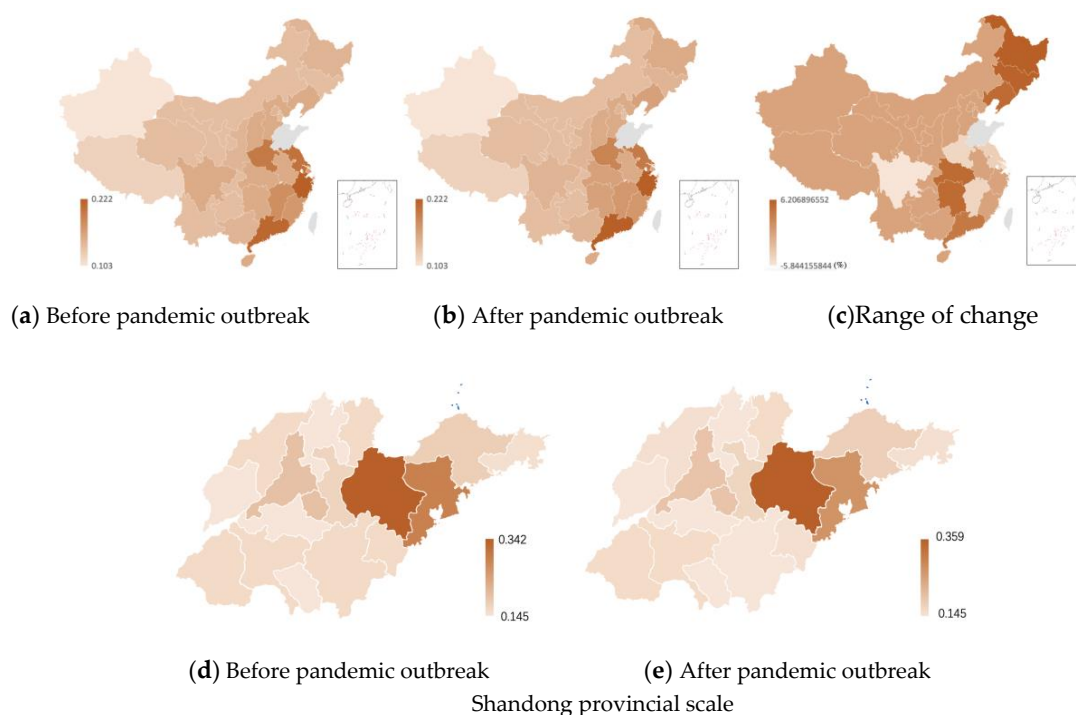 0.222
0.103
0.222
0.103
6.206896552
-5.844155844 (%)
(a) Before pandemic outbreak
(b) After pandemic outbreak
(c)Range of change
0.342
0.145
0.359
0.145
(d) Before pandemic outbreak
(e) After pandemic outbreak
Shandong provincial scale